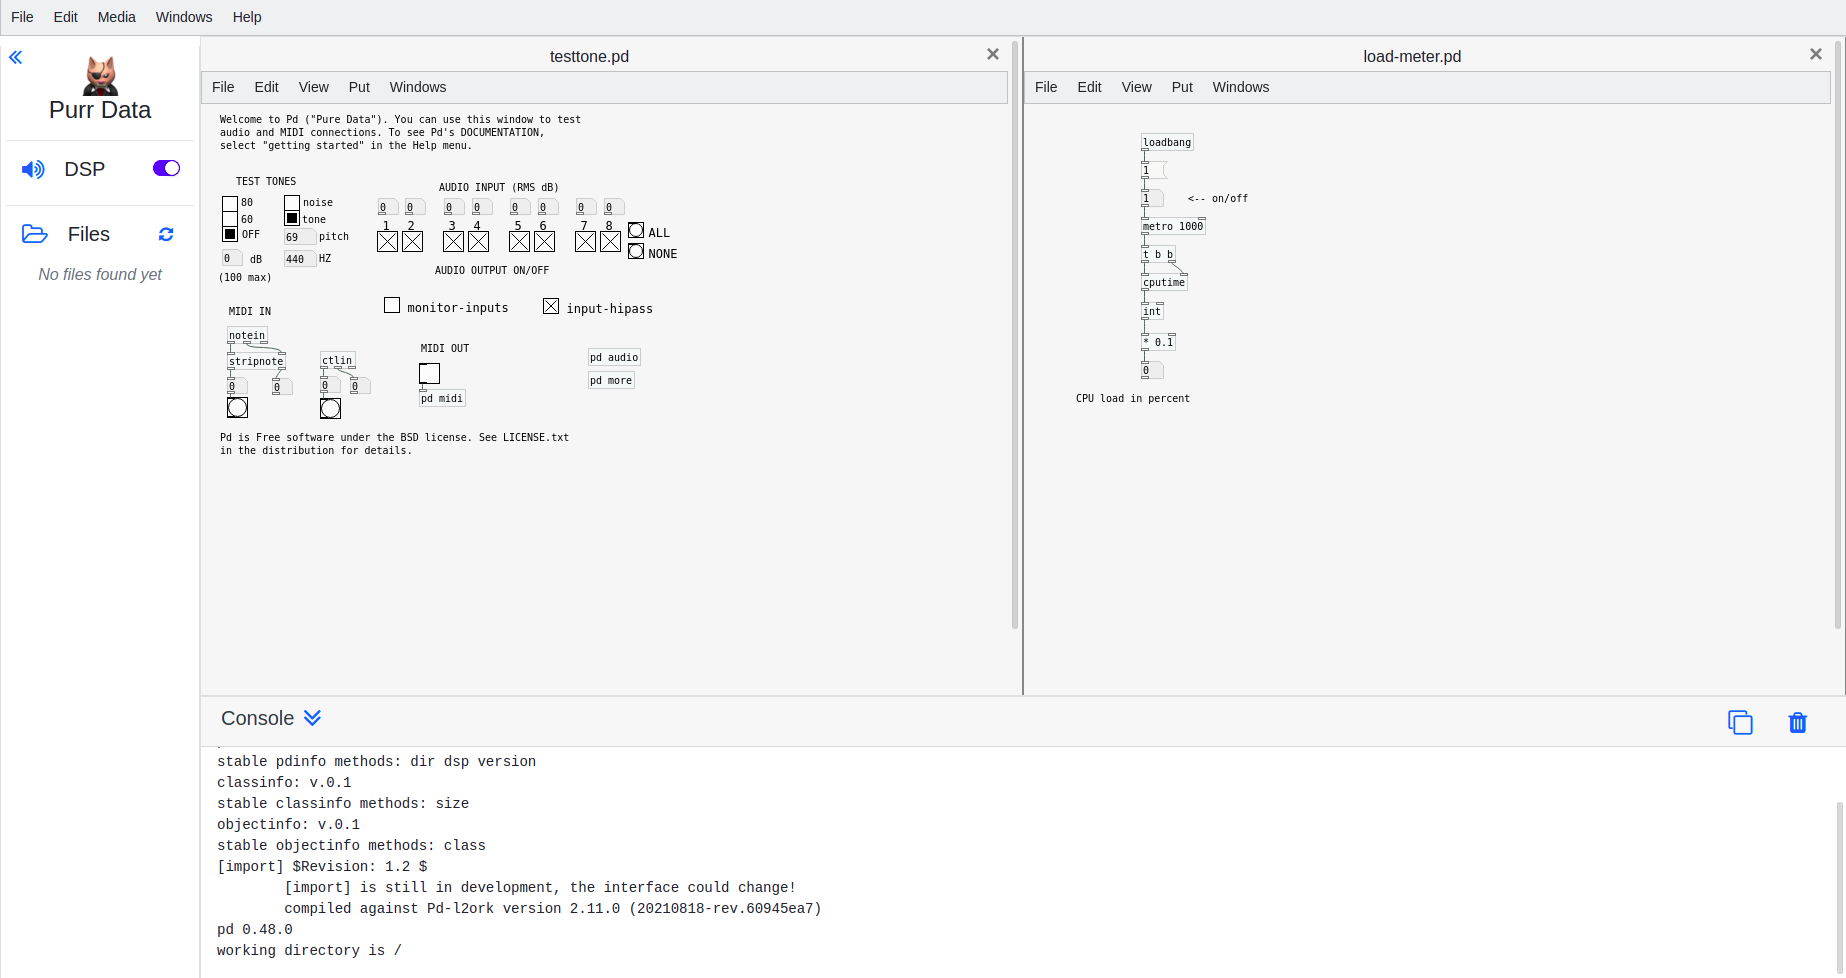 File Edit Media Windows Help
Purr Data
DSP
Files
No files found yet
testtone.pd
File Edit View Put Windows
Welcome to Pd ("Pure Data"). You can use this window to test
audio and MIDI connections. To see Pd's DOCUMENTATION,
select "getting started" in the Help menu.
TEST TONES
80
60
OFF
0 dB
(100 max)
noise
tone
69 pitch
440 HZ
AUDIO INPUT (RMS dB)
0 0 0 0 0 0 0 0
1 2 3 4 5 6 7 8
ALL
NONE
AUDIO OUTPUT ON/OFF
monitor-inputs
input-hipass
MIDI IN
notein
stripnote
0 0
ctlin
0 0
MIDI OUT
pd midi
pd audio
pd more
Pd is Free software under the BSD license. See LICENSE.txt
in the distribution for details.
load-meter.pd
File Edit View Put Windows
loadbang
1
1 <-- on/off
metro 1000
t b b
cputime
int
* 0.1
0
CPU load in percent
Console
stable pdinfo methods: dir dsp version
classinfo: v.0.1
stable classinfo methods: size
objectinfo: v.0.1
stable objectinfo methods: class
[import] $Revision: 1.2 $
[import] is still in development, the interface could change!
compiled against Pd-l2ork version 2.11.0 (20210818-rev.60945ea7)
pd 0.48.0
working directory is /